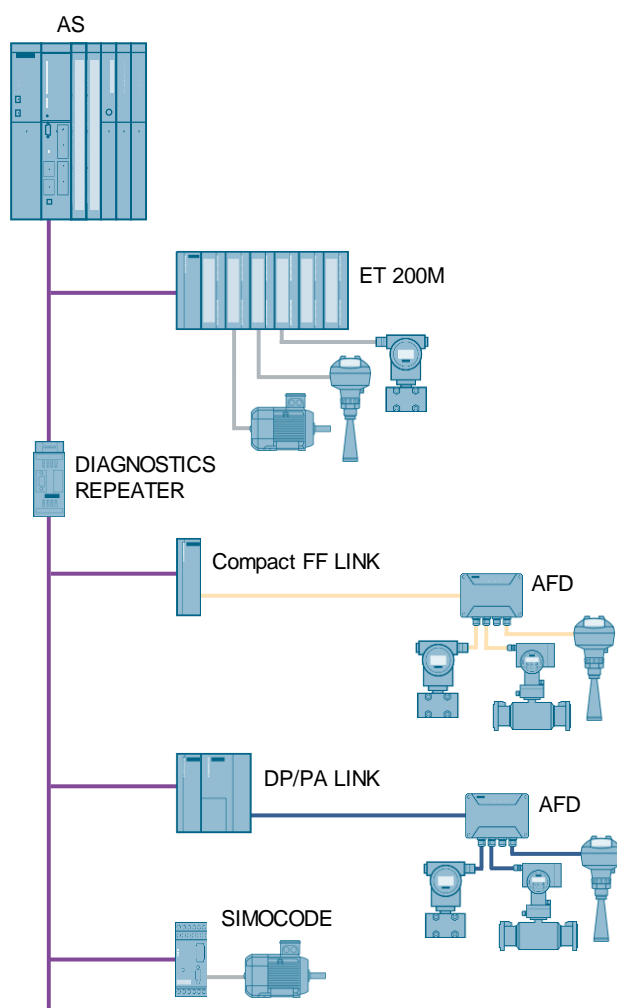 AS
ET 200M
DIAGNOSTICS
REPEATER
Compact FF LINK
AFD
DP/PA LINK
AFD
SIMOCODE